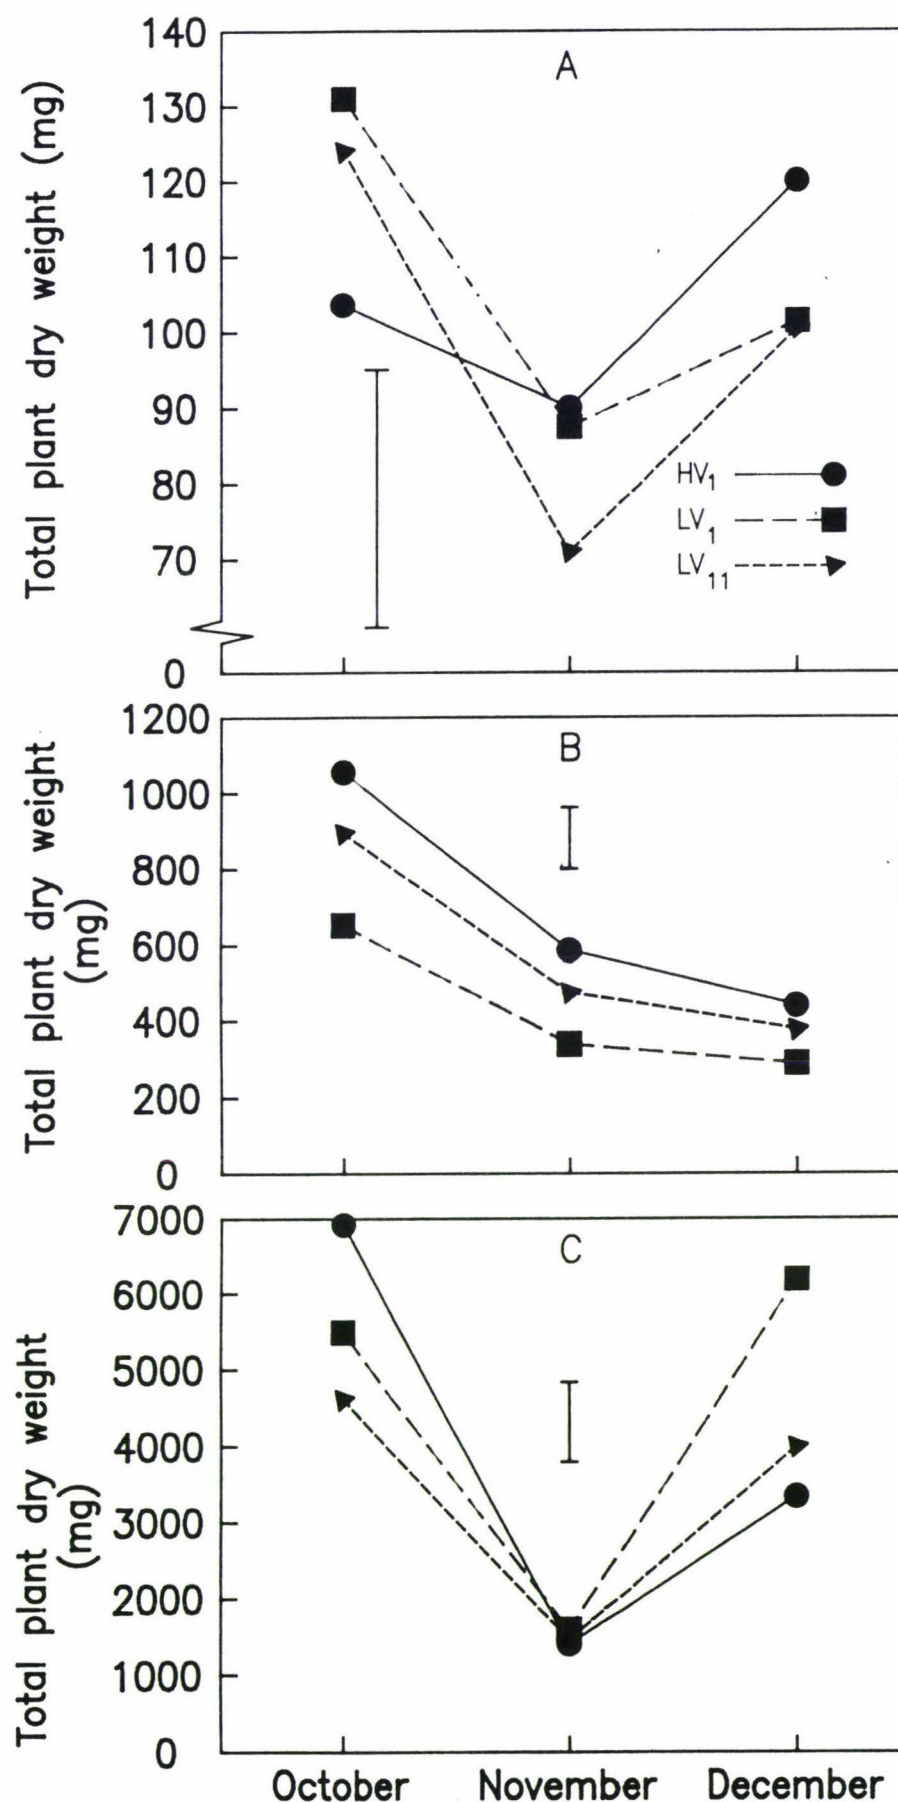 Total plant dry weight (mg)
140
130
120
110
100
90
80
70
0
A
HV₁
LV₁
LV₁₁
Total plant dry weight
(mg)
1200
1000
800
600
400
200
0
B
Total plant dry weight
(mg)
7000
6000
5000
4000
3000
2000
1000
0
C
October November December